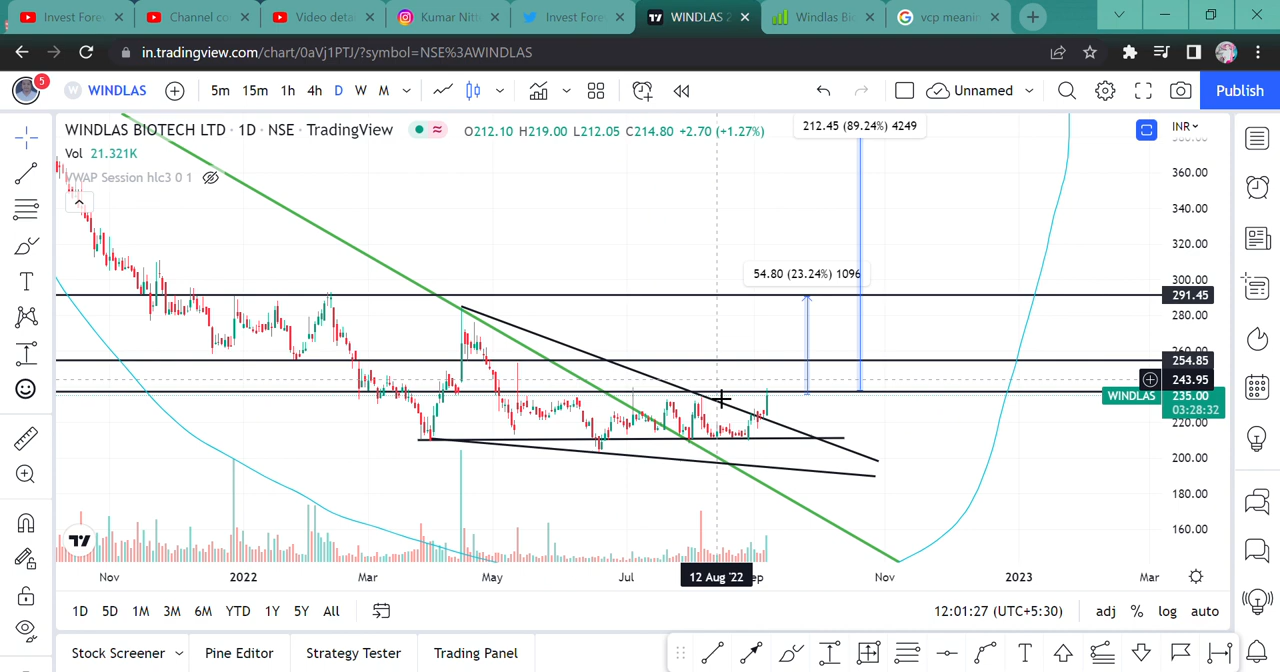 Invest Fore
Channel co
Video deta
Kumar Nitt
Invest Fore
WINDLAS 2
Windlas Bi
vcp meanin
in.tradingview.com/chart/0aVj1PTJ/?symbol=NSE%3AWINDLAS
5
W
WINDLAS
5m 15m 1h 4h D W M
Unnamed
Publish
WINDLAS BIOTECH LTD · 1D · NSE · TradingView
O212.10 H219.00 L212.05 C214.80 +2.70 (+1.27%)
Vol 21.321K
VWAP Session hlc3 0 1
212.45 (89.24%) 4249
INR
380.00
360.00
340.00
320.00
300.00
54.80 (23.24%) 1096
291.45
280.00
254.85
243.95
WINDLAS
235.00
03:28:32
220.00
200.00
180.00
160.00
Nov 2022 Mar May Jul 12 Aug '22 ep Nov 2023 Mar
1D 5D 1M 3M 6M YTD 1Y 5Y All
12:01:27 (UTC+5:30) adj % log auto
Stock Screener Pine Editor Strategy Tester Trading Panel